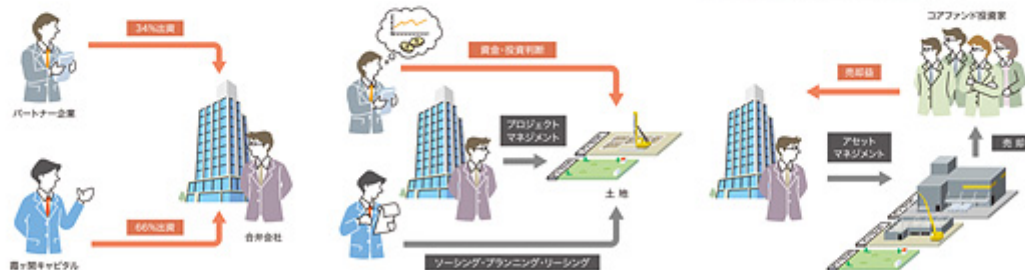 34%出資
パートナー企業
66%出資
霞ヶ関キャピタル
合弁会社
資金・投資判断
プロジェクト
マネジメント
土地
ソーシング・プランニング・リーシング
コアファンド投資家
売却益
アセット
マネジメント
売却